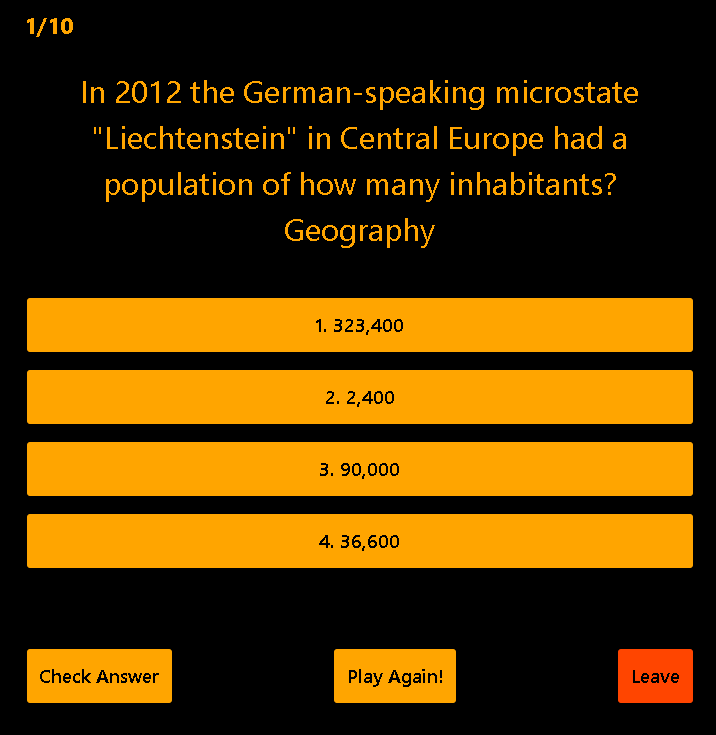 1/10
In 2012 the German-speaking microstate
"Liechtenstein" in Central Europe had a
population of how many inhabitants?
Geography
1. 323,400
2. 2,400
3. 90,000
4. 36,600
Check Answer
Play Again!
Leave